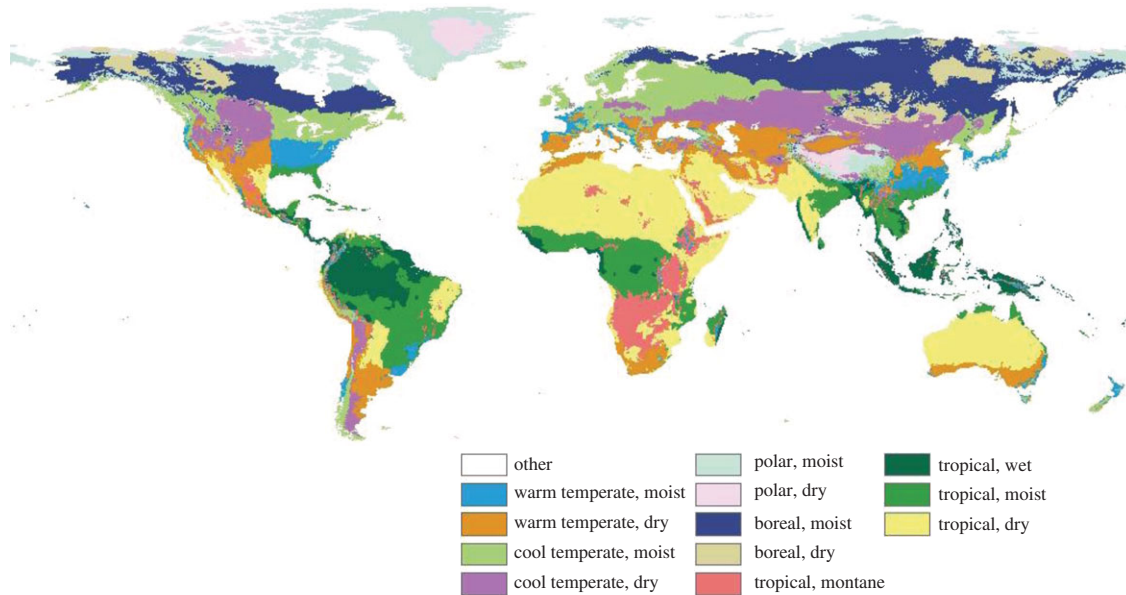 other
warm temperate, moist
warm temperate, dry
cool temperate, moist
cool temperate, dry
polar, moist
polar, dry
boreal, moist
boreal, dry
tropical, montane
tropical, wet
tropical, moist
tropical, dry